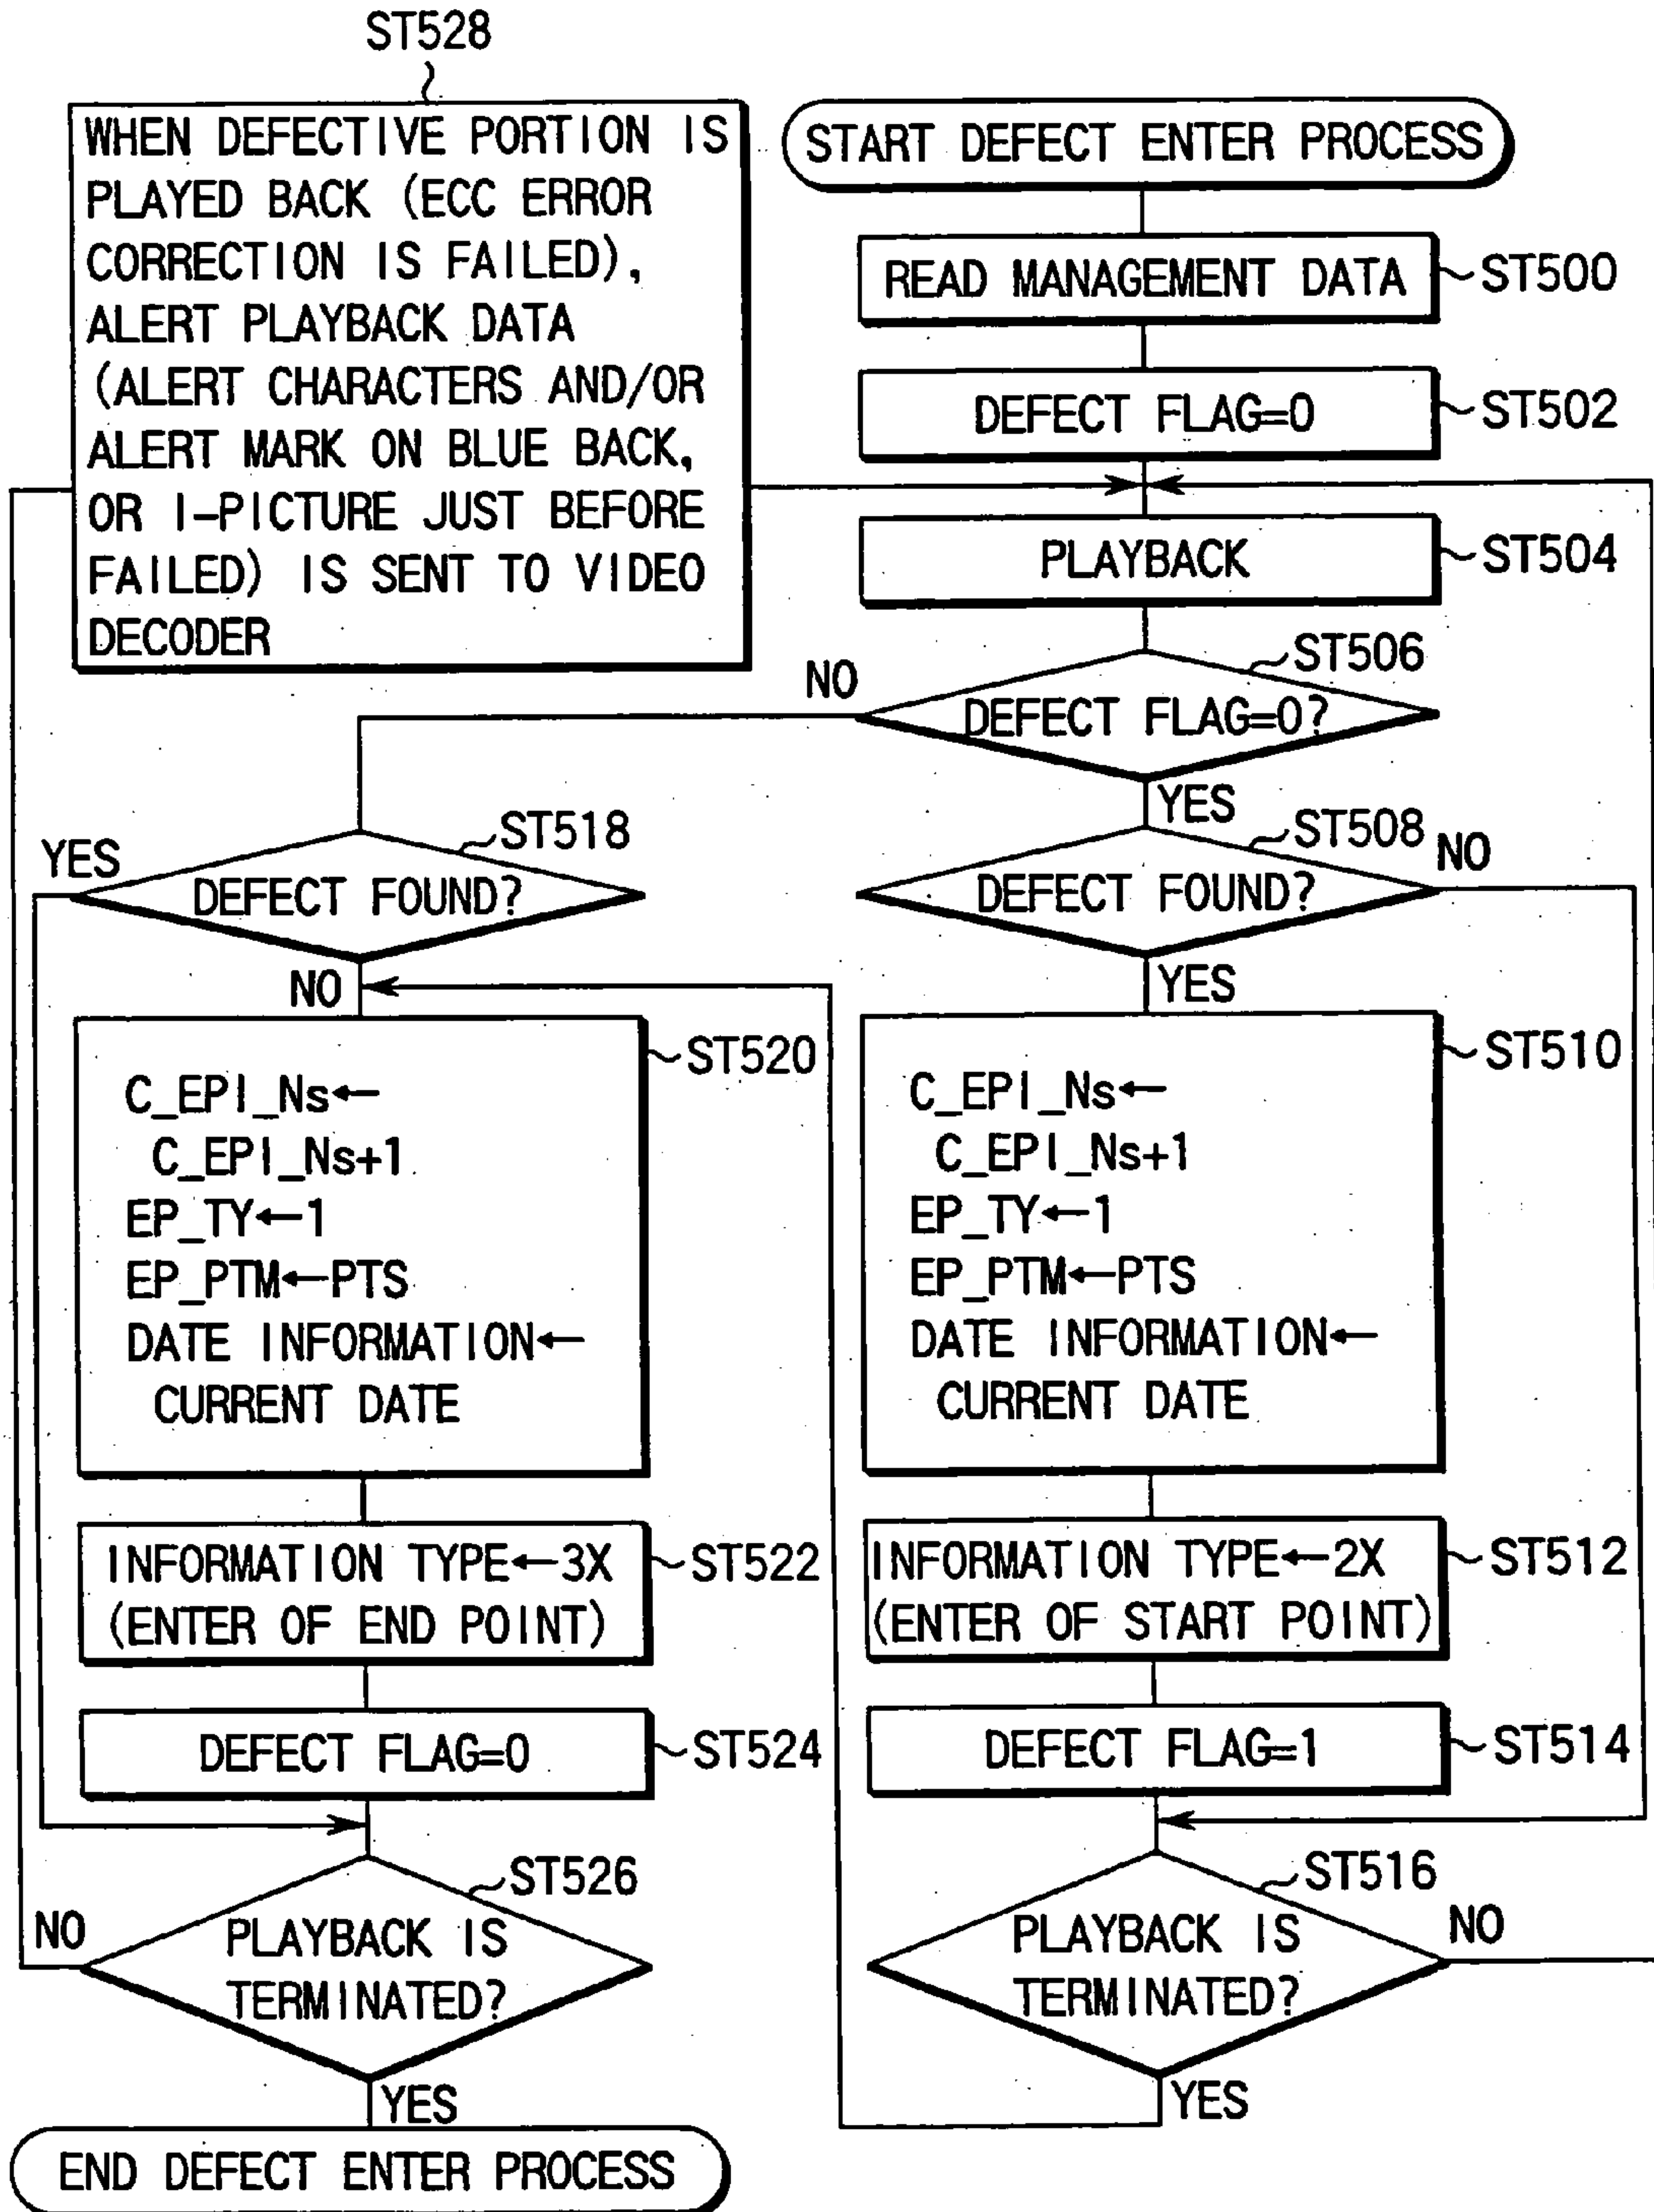 ST528
WHEN DEFECTIVE PORTION IS
PLAYED BACK (ECC ERROR
CORRECTION IS FAILED),
ALERT PLAYBACK DATA
(ALERT CHARACTERS AND/OR
ALERT MARK ON BLUE BACK,
OR I-PICTURE JUST BEFORE
FAILED) IS SENT TO VIDEO
DECODER
START DEFECT ENTER PROCESS
READ MANAGEMENT DATA
ST500
DEFECT FLAG=0
ST502
PLAYBACK
ST504
ST506
NO
DEFECT FLAG=0?
YES
ST518
YES
DEFECT FOUND?
NO
ST508
NO
DEFECT FOUND?
YES
ST520
C_EPI_Ns←
C_EPI_Ns+1
EP_TY←1
EP_PTM←PTS
DATE INFORMATION←
CURRENT DATE
ST510
C_EPI_Ns←
C_EPI_Ns+1
EP_TY←1
EP_PTM←PTS
DATE INFORMATION←
CURRENT DATE
INFORMATION TYPE←3X
(ENTER OF END POINT)
ST522
INFORMATION TYPE←2X
(ENTER OF START POINT)
ST512
DEFECT FLAG=0
ST524
DEFECT FLAG=1
ST514
ST526
NO
PLAYBACK IS
TERMINATED?
YES
ST516
PLAYBACK IS
TERMINATED?
NO
YES
END DEFECT ENTER PROCESS